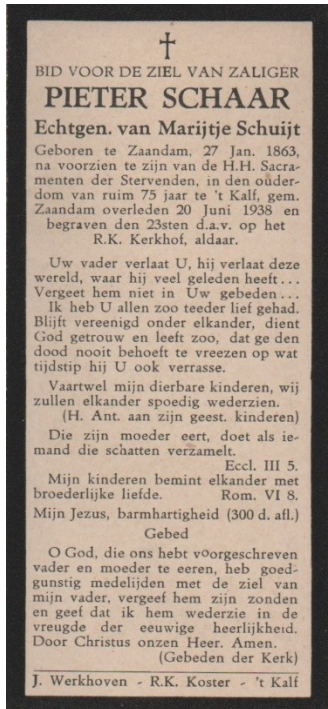 BID VOOR DE ZIEL VAN ZALIGER
PIETER SCHAAR
Echtgen. van Marijtje Schuijt
Geboren te Zaandam, 27 Jan. 1863,
na voorzien te zijn van de H.H. Sacra-
menten der Stervenden, in den ouder-
dom van ruim 75 jaar te 't Kalf, gem.
Zaandam overleden 20 Juni 1938 en
begraven den 23sten d.a.v. op het
R.K. Kerkhof, aldaar.
Uw vader verlaat U, hij verlaat deze
wereld, waar hij veel geleden heeft...
Vergeet hem niet in Uw gebeden...
Ik heb U allen zoo teeder lief gehad.
Blijft vereenigd onder elkander, dient
God getrouw en leeft zoo, dat ge den
dood nooit behoeft te vreezen op wat
tijdstip hij U ook verrasse.
Vaartwel mijn dierbare kinderen, wij
zullen elkander spoedig wederzien.
(H. Ant. aan zijn geest. kinderen)
Die zijn moeder eert, doet als ie-
mand die schatten verzamelt.
Eccl. III 5.
Mijn kinderen bemint elkander met
broederlijke liefde. Rom. VI 8.
Mijn Jezus, barmhartigheid (300 d. afl.)
Gebed
O God, die ons hebt voorgeschreven
vader en moeder te eeren, heb goed-
gunstig medelijden met de ziel van
mijn vader, vergeef hem zijn zonden
en geef dat ik hem wederzie in de
vreugde der eeuwige heerlijkheid.
Door Christus onzen Heer. Amen.
(Gebeden der Kerk)
J. Werkhoven - R.K. Koster - 't Kalf